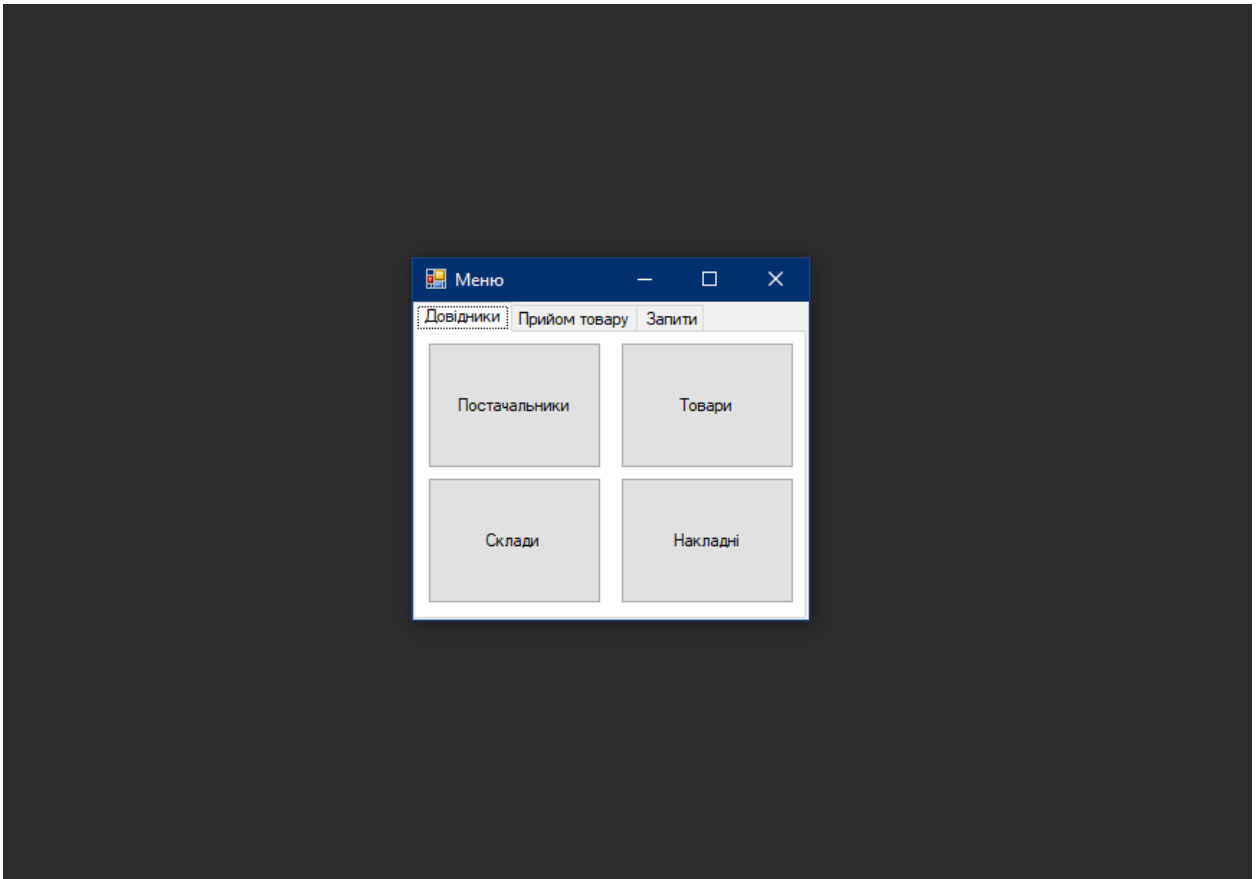 Меню
Довідники Прийом товару Запити
Постачальники Товари
Склади Накладні